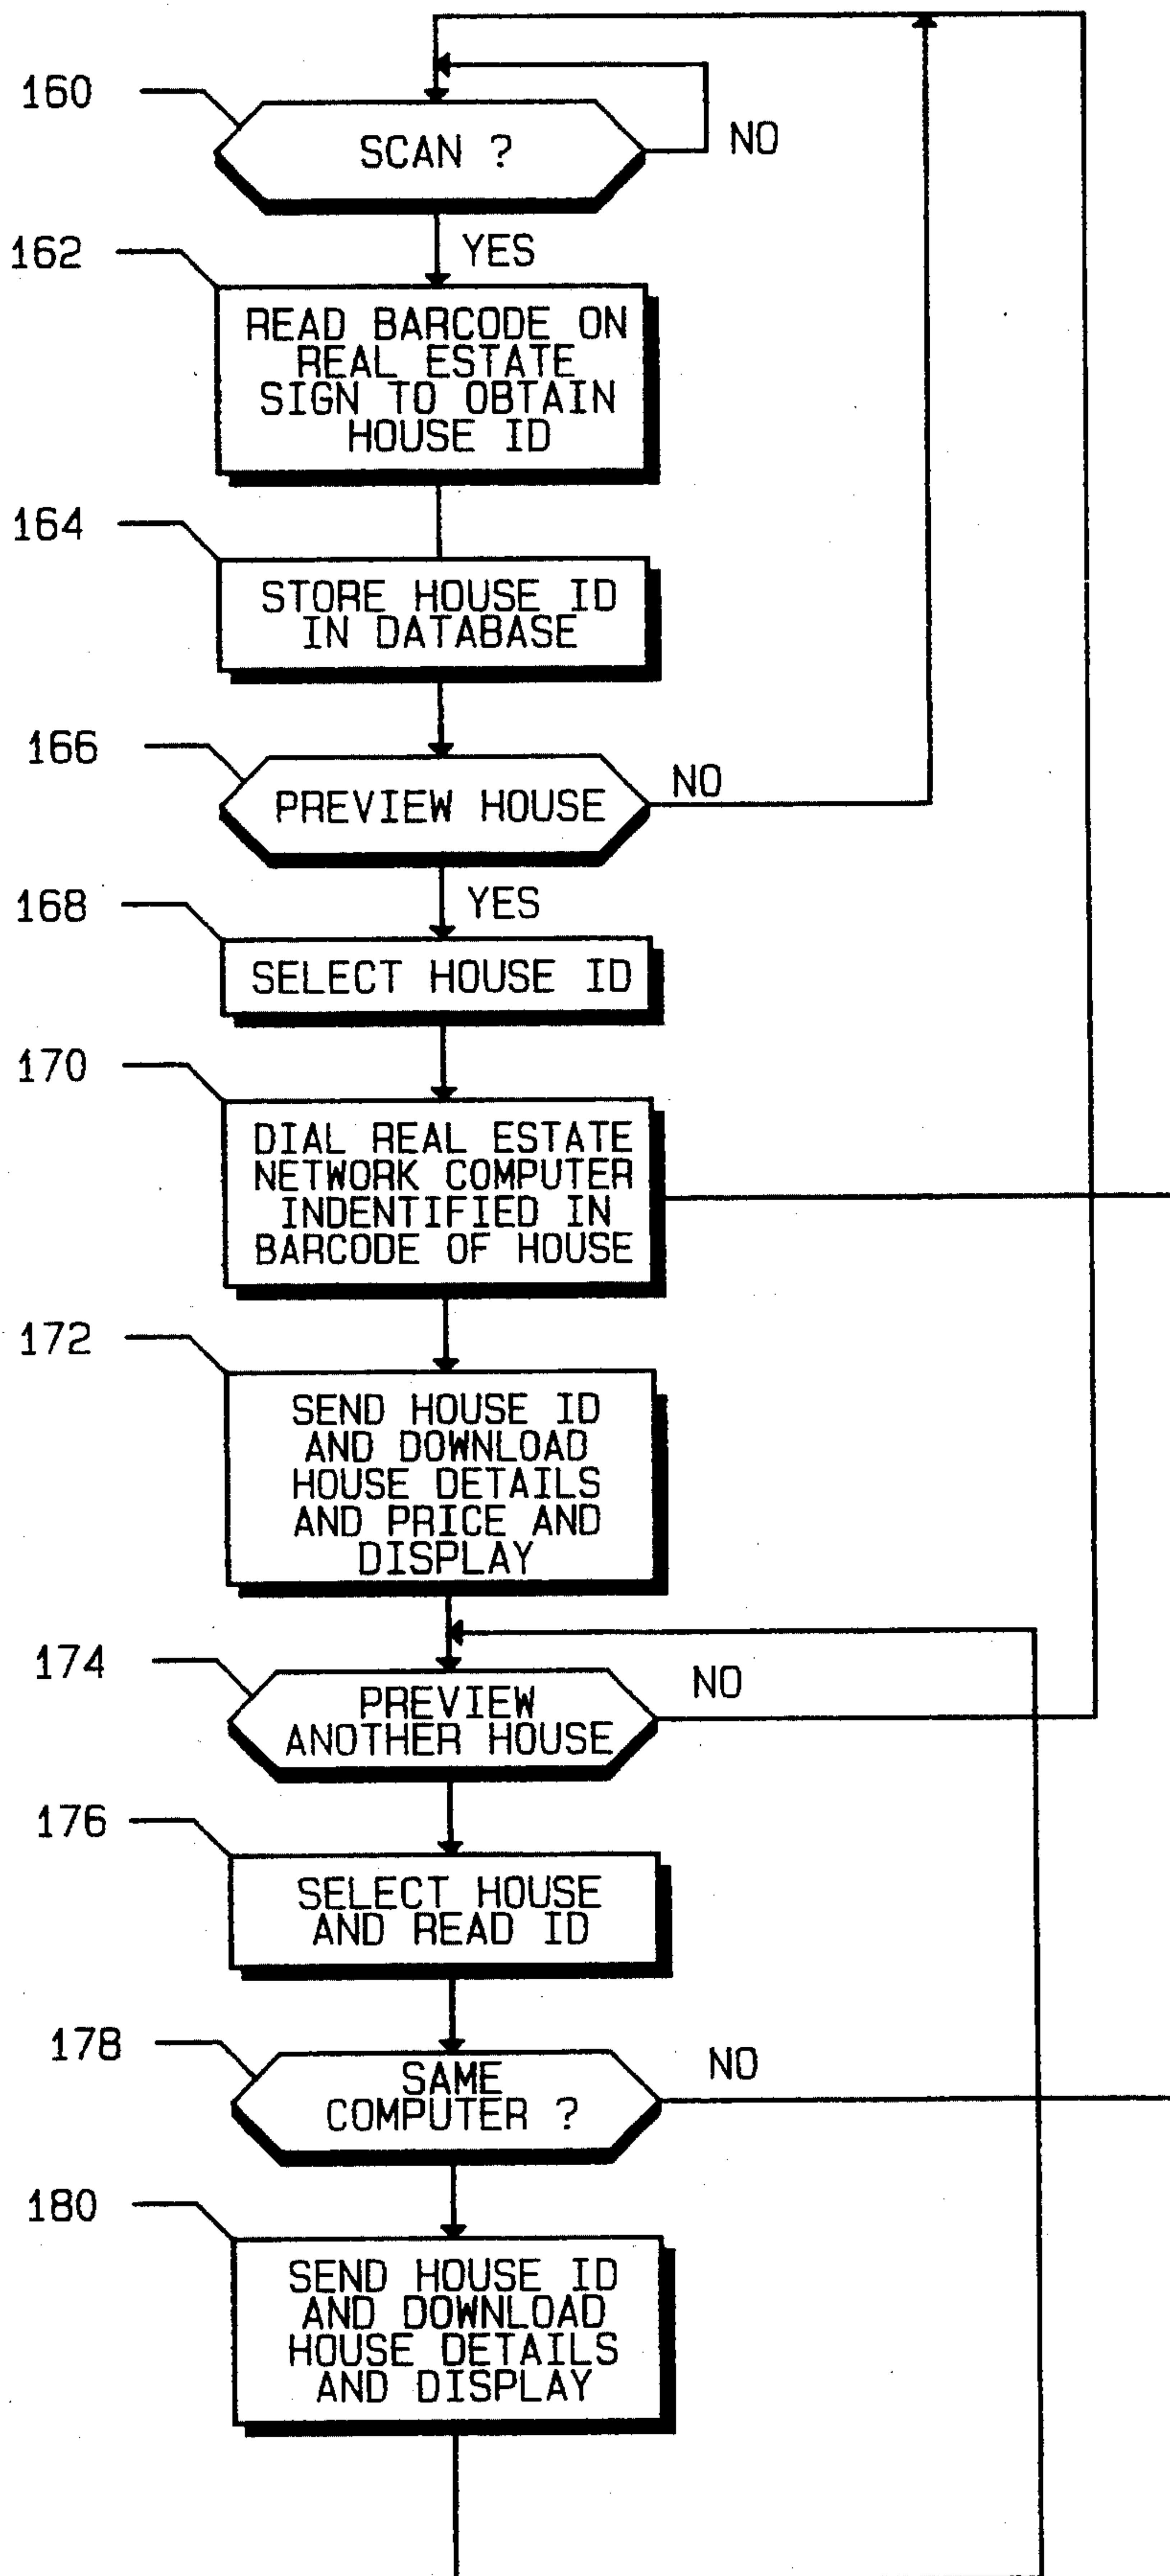 160
SCAN ?
NO
YES
162
READ BARCODE ON
REAL ESTATE
SIGN TO OBTAIN
HOUSE ID
164
STORE HOUSE ID
IN DATABASE
166
PREVIEW HOUSE
NO
YES
168
SELECT HOUSE ID
170
DIAL REAL ESTATE
NETWORK COMPUTER
INDENTIFIED IN
BARCODE OF HOUSE
172
SEND HOUSE ID
AND DOWNLOAD
HOUSE DETAILS
AND PRICE AND
DISPLAY
174
PREVIEW
ANOTHER HOUSE
NO
176
SELECT HOUSE
AND READ ID
178
SAME
COMPUTER ?
NO
180
SEND HOUSE ID
AND DOWNLOAD
HOUSE DETAILS
AND DISPLAY